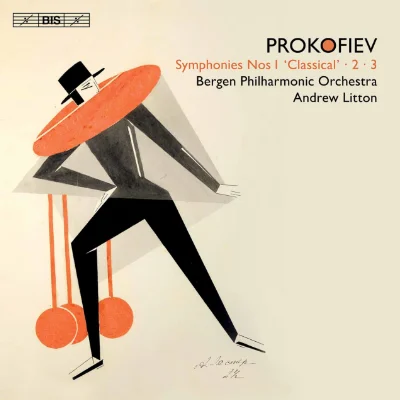 BIS
PROKOFIEV
Symphonies Nos 1 ‘Classical’ · 2 · 3
Bergen Philharmonic Orchestra
Andrew Litton